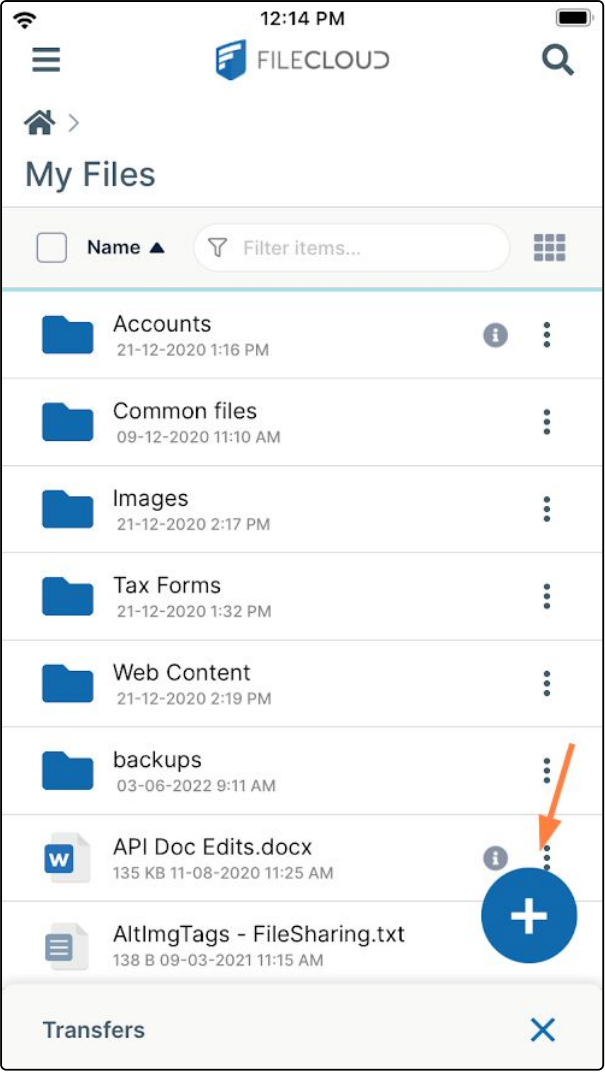 12:14 PM
FILECLOUD
My Files
Name
Filter items...
Accounts
21-12-2020 1:16 PM
Common files
09-12-2020 11:10 AM
Images
21-12-2020 2:17 PM
Tax Forms
21-12-2020 1:32 PM
Web Content
21-12-2020 2:19 PM
backups
03-06-2022 9:11 AM
API Doc Edits.docx
135 KB 11-08-2020 11:25 AM
AltImgTags - FileSharing.txt
138 B 09-03-2021 11:15 AM
Transfers